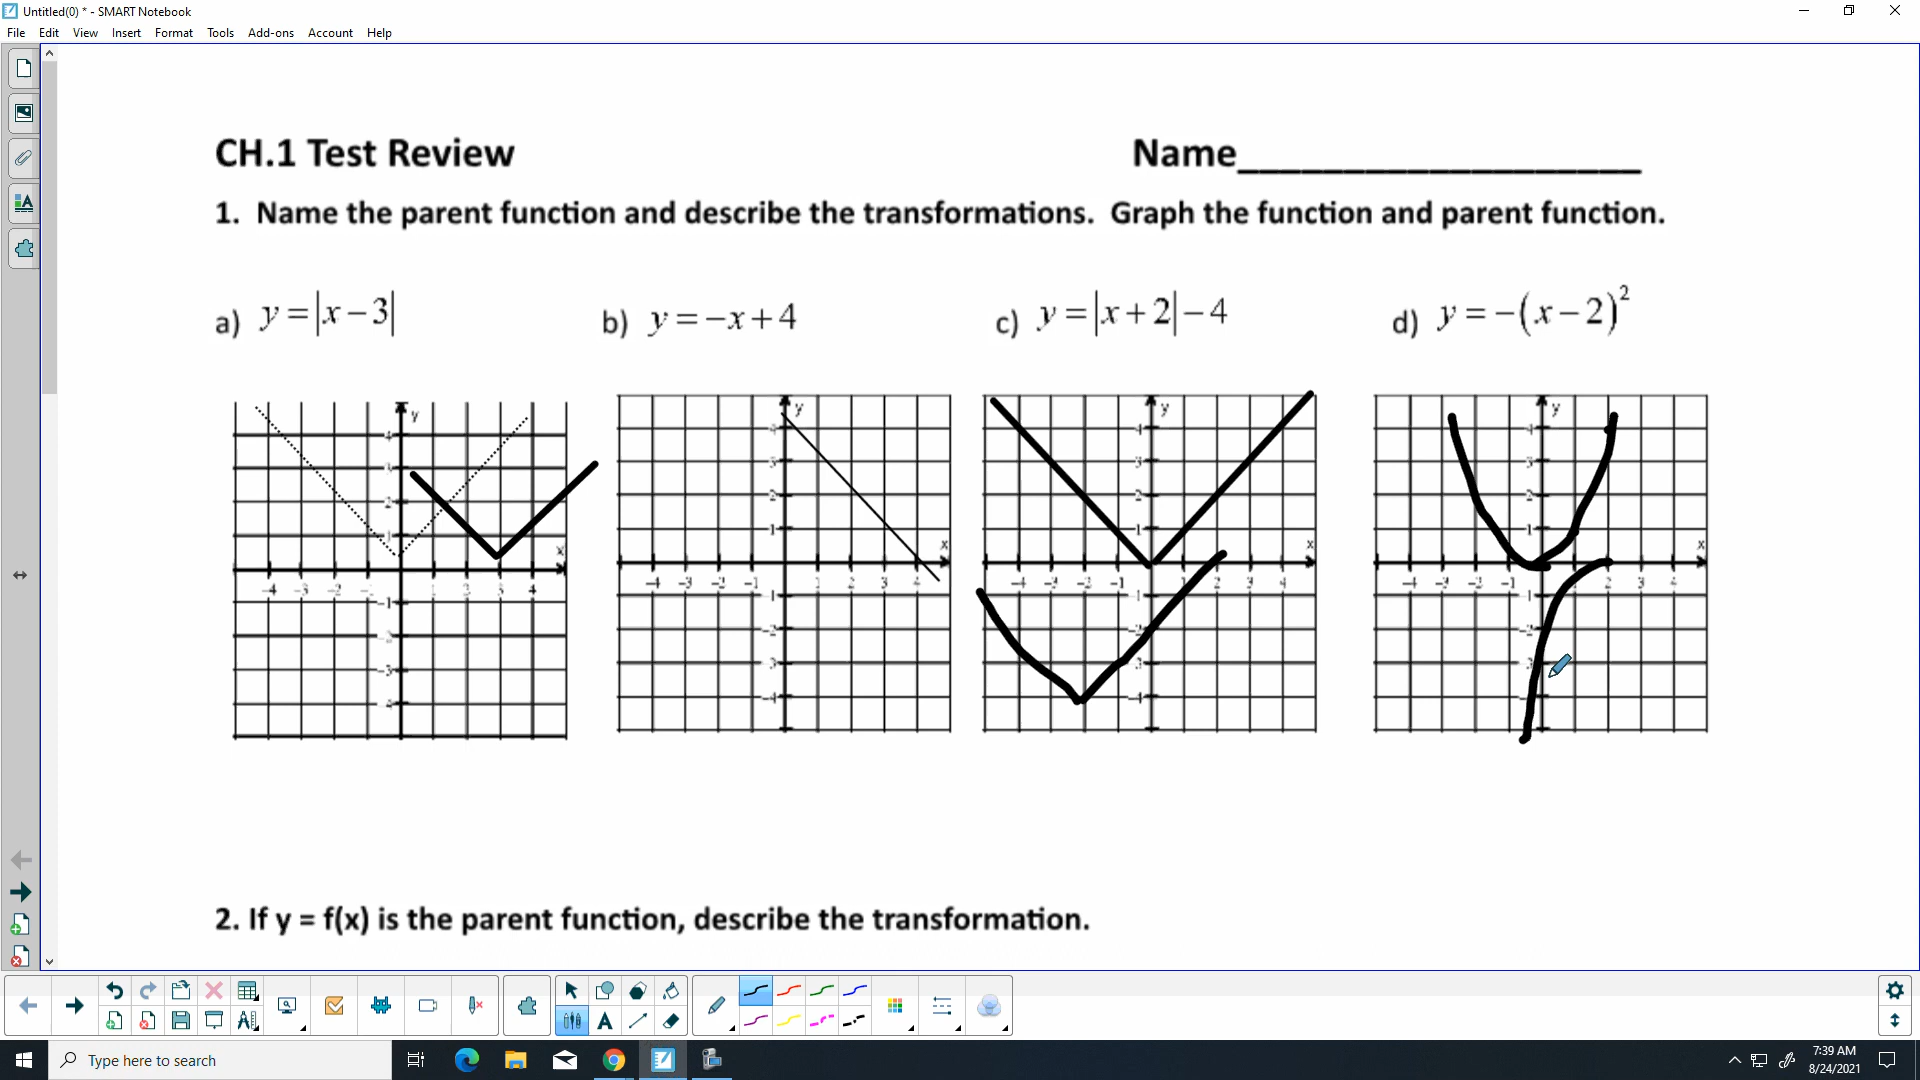 Untitled(0) * - SMART Notebook
File Edit View Insert Format Tools Add-ons Account Help
CH.1 Test Review Name____________________
1. Name the parent function and describe the transformations. Graph the function and parent function.
a) y = |x − 3| b) y = −x + 4 c) y = |x + 2| − 4 d) y = −(x − 2)²
2. If y = f(x) is the parent function, describe the transformation.
Type here to search
7:39 AM
8/24/2021